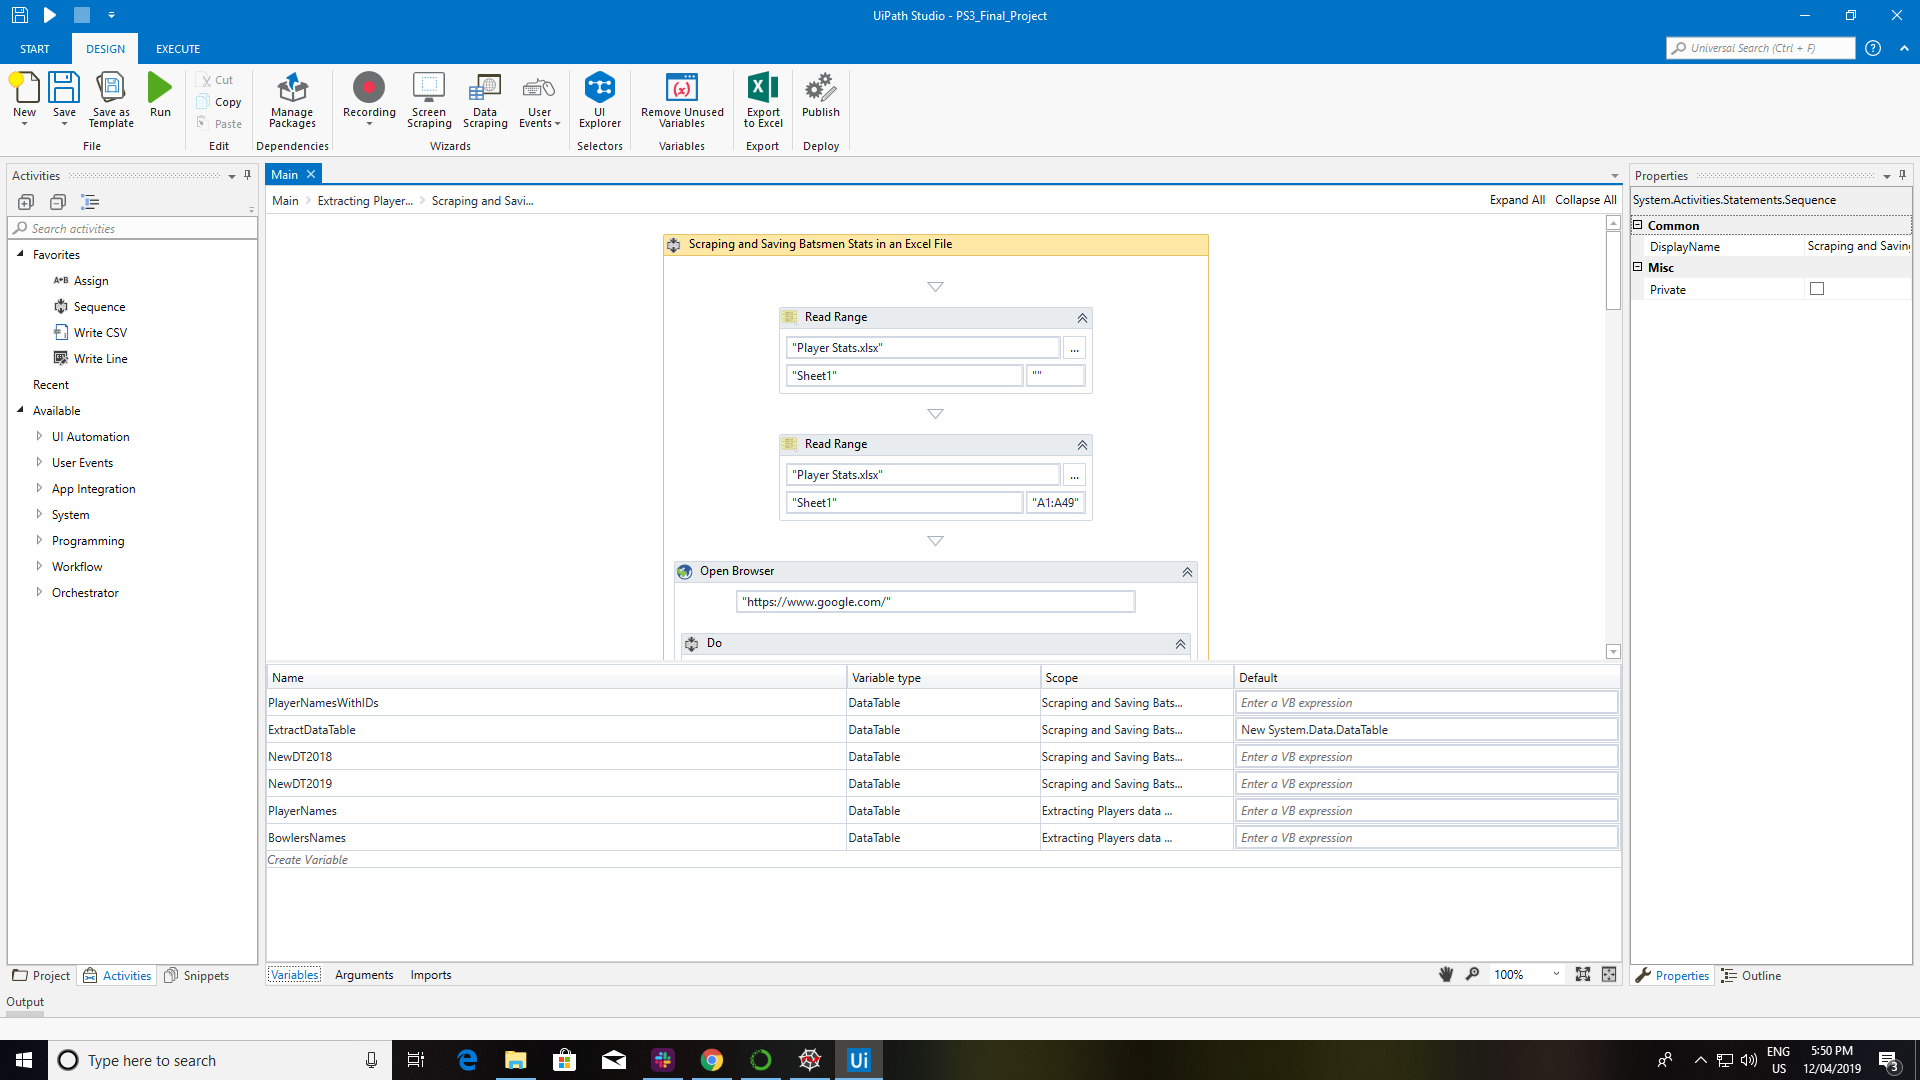 UiPath Studio - PS3_Final_Project
START
DESIGN
EXECUTE
Universal Search (Ctrl + F)
New
Save
Save as
Template
Run
Cut
Copy
Paste
Manage
Packages
Recording
Screen
Scraping
Data
Scraping
User
Events
UI
Explorer
Remove Unused
Variables
Export
to Excel
Publish
File
Edit
Dependencies
Wizards
Selectors
Variables
Export
Deploy
Activities
Search activities
Favorites
A+B Assign
Sequence
Write CSV
Write Line
Recent
Available
UI Automation
User Events
App Integration
System
Programming
Workflow
Orchestrator
Project
Activities
Snippets
Main
Main
Extracting Player...
Scraping and Savi...
Expand All
Collapse All
Scraping and Saving Batsmen Stats in an Excel File
Read Range
"Player Stats.xlsx"
...
"Sheet1"
""
Read Range
"Player Stats.xlsx"
...
"Sheet1"
"A1:A49"
Open Browser
"https://www.google.com/"
Do
Name Variable type Scope Default
PlayerNamesWithIDs DataTable Scraping and Saving Bats... Enter a VB expression
ExtractDataTable DataTable Scraping and Saving Bats... New System.Data.DataTable
NewDT2018 DataTable Scraping and Saving Bats... Enter a VB expression
NewDT2019 DataTable Scraping and Saving Bats... Enter a VB expression
PlayerNames DataTable Extracting Players data ... Enter a VB expression
BowlersNames DataTable Extracting Players data ... Enter a VB expression
Create Variable
Variables
Arguments
Imports
100%
Properties
System.Activities.Statements.Sequence
Common
DisplayName Scraping and Saving
Misc
Private
Properties
Outline
Output
Type here to search
Ui
ENG
US
5:50 PM
12/04/2019
3